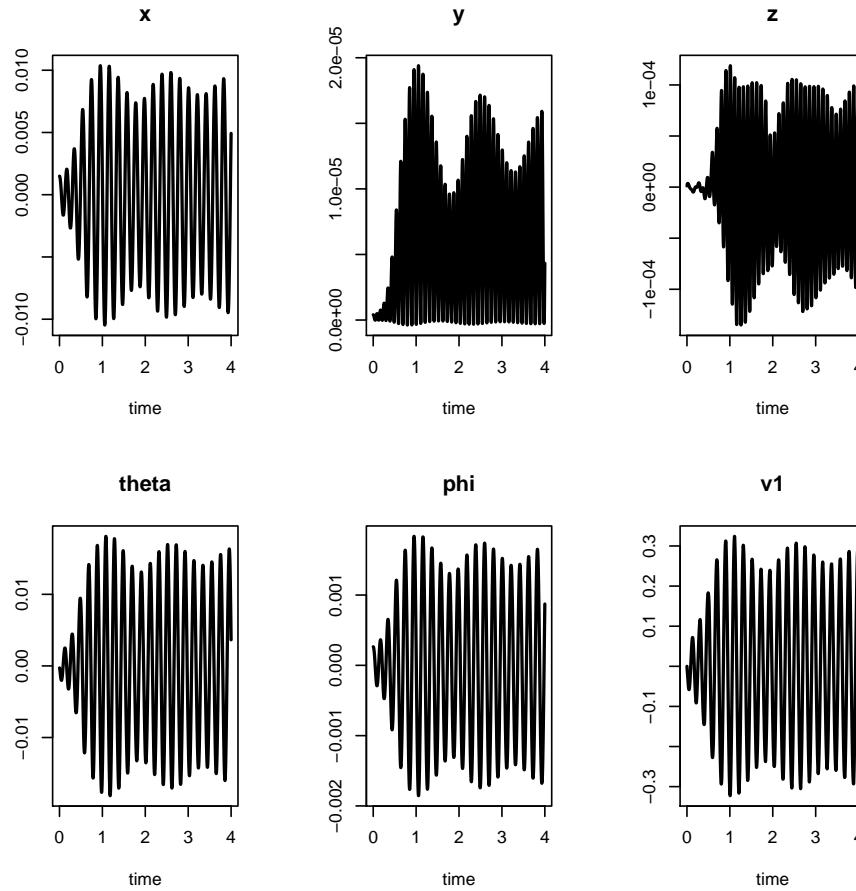 x
0.010
0.005
0.000
−0.010
0 1 2 3 4
time
y
2.0e−05
1.0e−05
0.0e+00
0 1 2 3 4
time
z
1e−04
0e+00
−1e−04
0 1 2 3 4
time
theta
0.01
0.00
−0.01
0 1 2 3 4
time
phi
0.001
0.000
−0.001
−0.002
0 1 2 3 4
time
v1
0.3
0.1
−0.1
−0.3
0 1 2 3 4
time